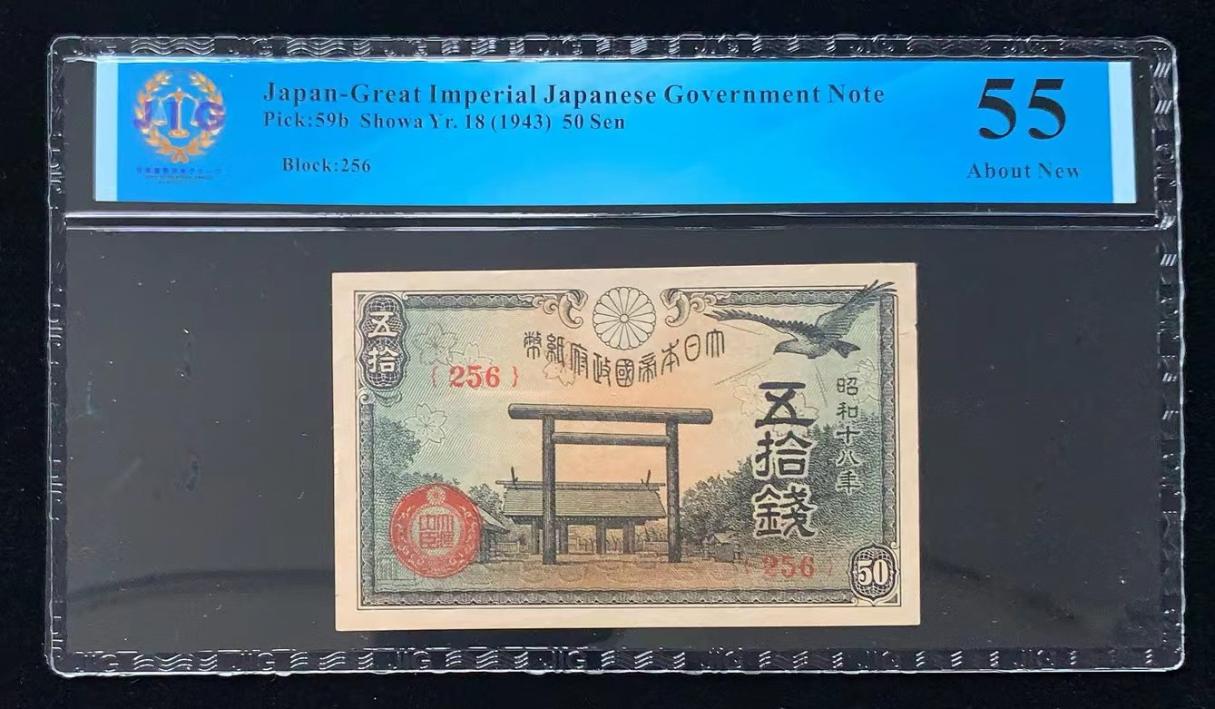 JIG
Japan-Great Imperial Japanese Government Note
Pick:59b Showa Yr. 18 (1943) 50 Sen
Block:256
55
About New
五拾
大日本帝國政府紙幣
{256}
昭和十八年
五拾錢
{256}
50